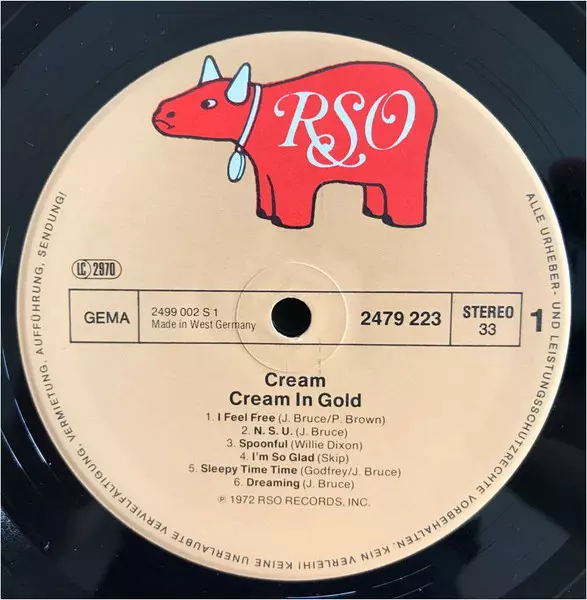 RSO
ALLE URHEBER- UND LEISTUNGSSCHUTZRECHTE VORBEHALTEN. KEIN VERLEIH! KEINE UNERLAUBTE VERVIELFÄLTIGUNG, VERMIETUNG, AUFFÜHRUNG, SENDUNG!
LC 2970
GEMA
2499 002 S 1
Made in West Germany
2479 223
STEREO
33
1
Cream
Cream In Gold
1. I Feel Free (J. Bruce/P. Brown)
2. N. S. U. (J. Bruce)
3. Spoonful (Willie Dixon)
4. I'm So Glad (Skip)
5. Sleepy Time Time (Godfrey/J. Bruce)
6. Dreaming (J. Bruce)
℗ 1972 RSO RECORDS, INC.